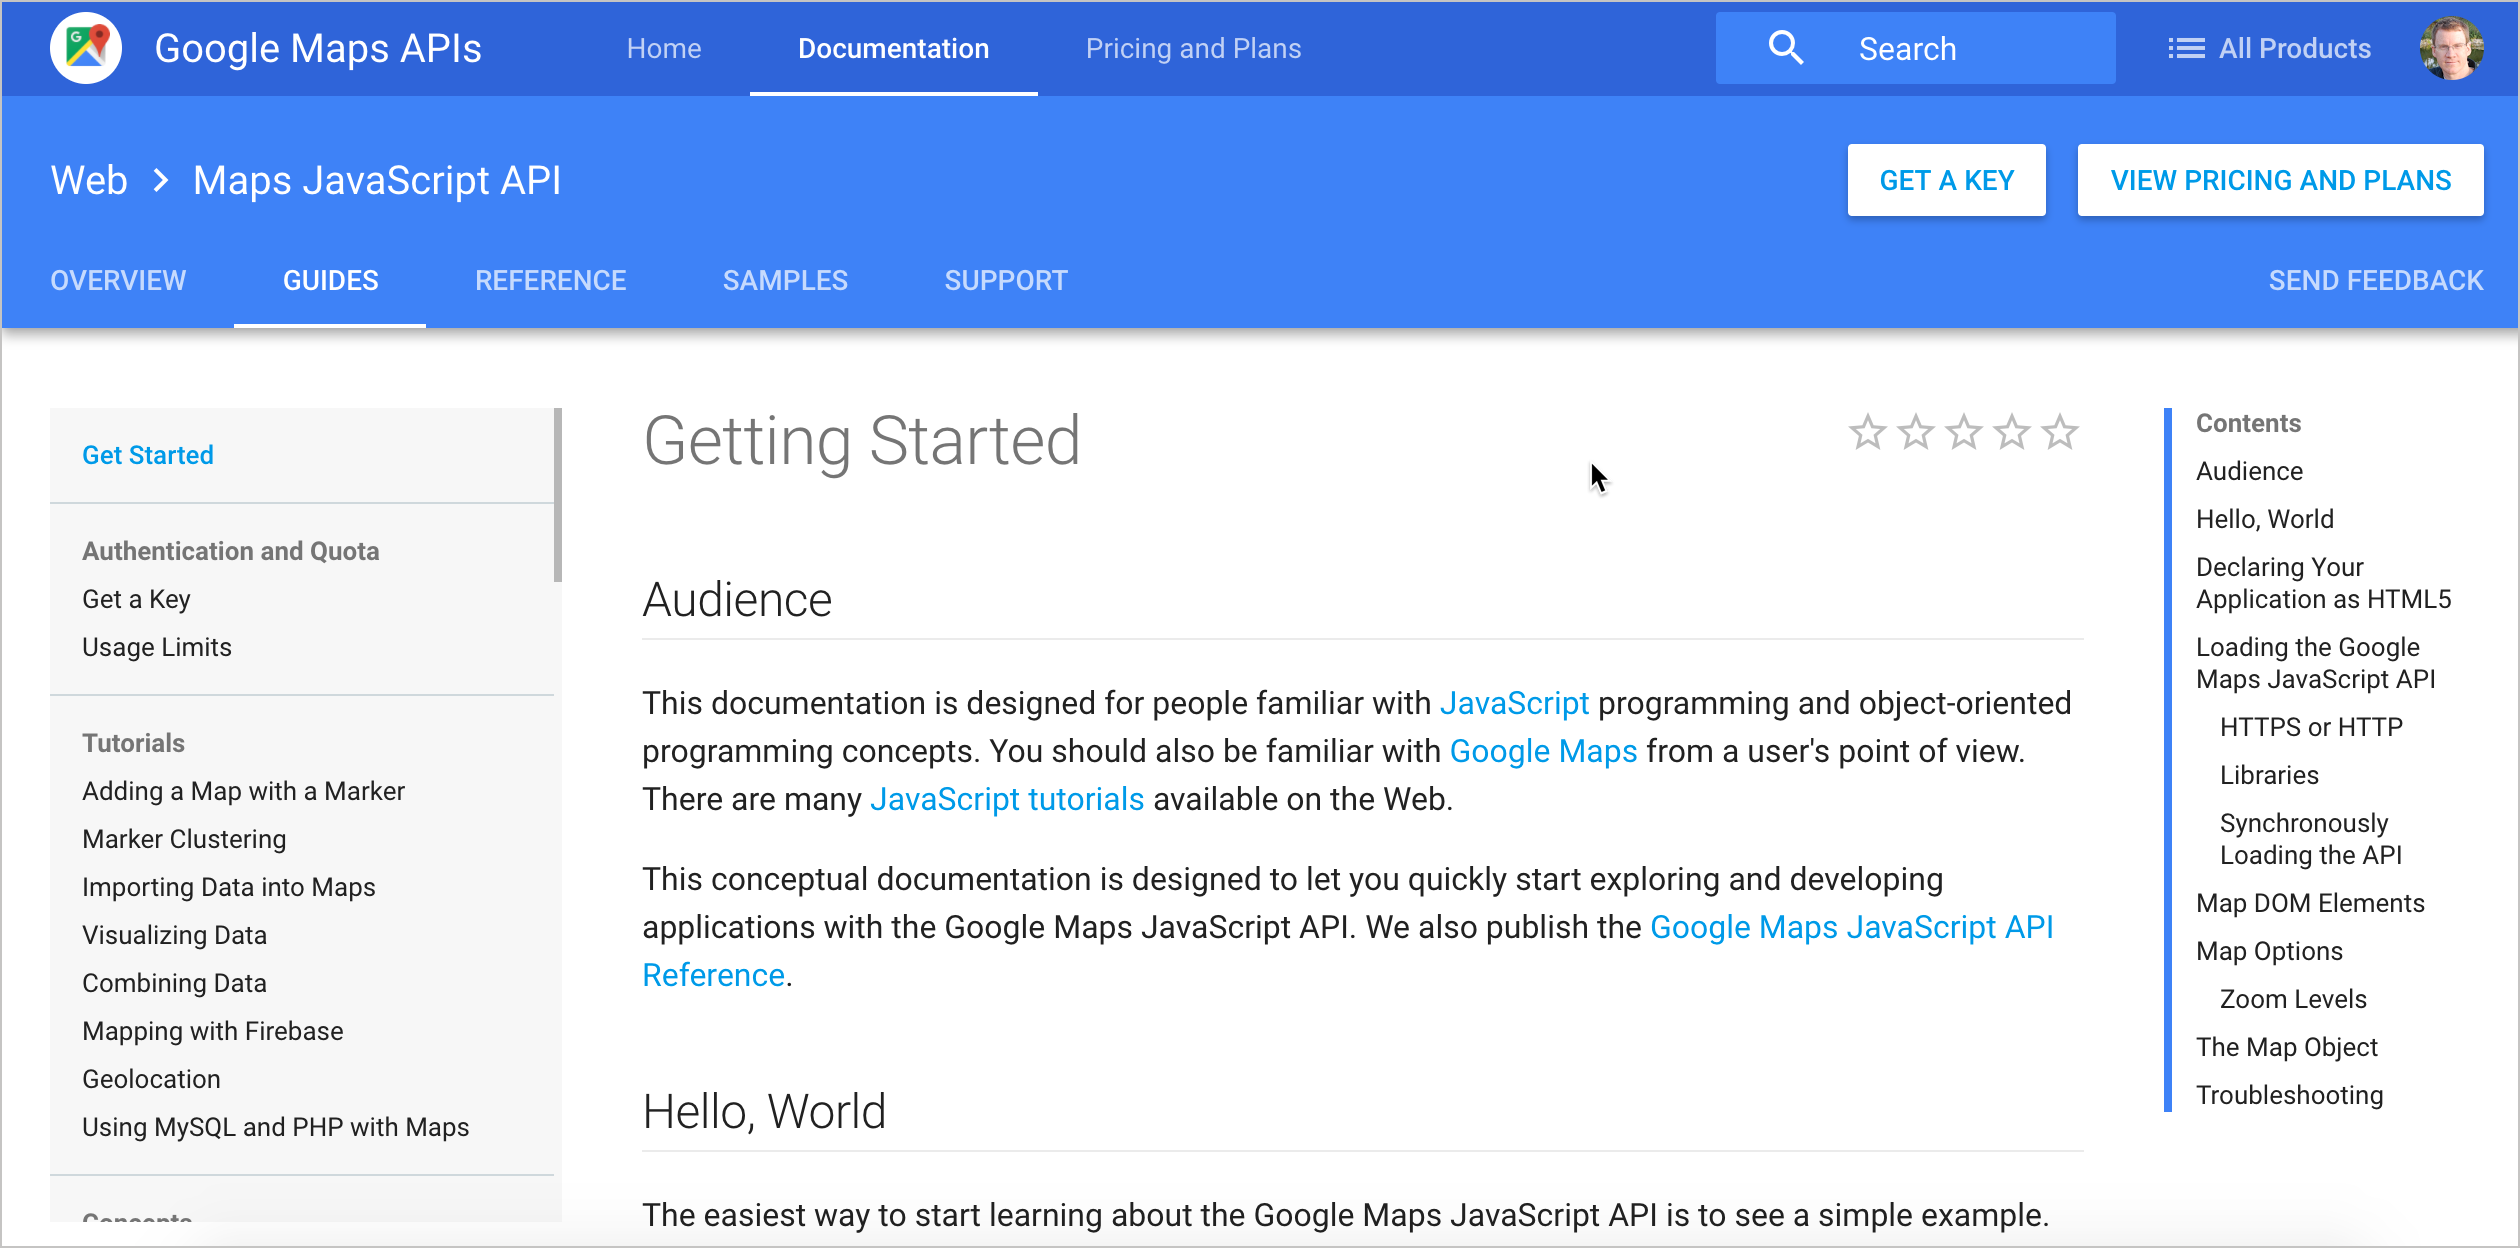 Google Maps APIs
Home
Documentation
Pricing and Plans
Search
All Products
Web > Maps JavaScript API
GET A KEY
VIEW PRICING AND PLANS
OVERVIEW
GUIDES
REFERENCE
SAMPLES
SUPPORT
SEND FEEDBACK
Get Started
Authentication and Quota
Get a Key
Usage Limits
Tutorials
Adding a Map with a Marker
Marker Clustering
Importing Data into Maps
Visualizing Data
Combining Data
Mapping with Firebase
Geolocation
Using MySQL and PHP with Maps
Concepts
Getting Started
Audience
This documentation is designed for people familiar with JavaScript programming and object-oriented
programming concepts. You should also be familiar with Google Maps from a user's point of view.
There are many JavaScript tutorials available on the Web.
This conceptual documentation is designed to let you quickly start exploring and developing
applications with the Google Maps JavaScript API. We also publish the Google Maps JavaScript API
Reference.
Hello, World
The easiest way to start learning about the Google Maps JavaScript API is to see a simple example.
Contents
Audience
Hello, World
Declaring Your
Application as HTML5
Loading the Google
Maps JavaScript API
HTTPS or HTTP
Libraries
Synchronously
Loading the API
Map DOM Elements
Map Options
Zoom Levels
The Map Object
Troubleshooting